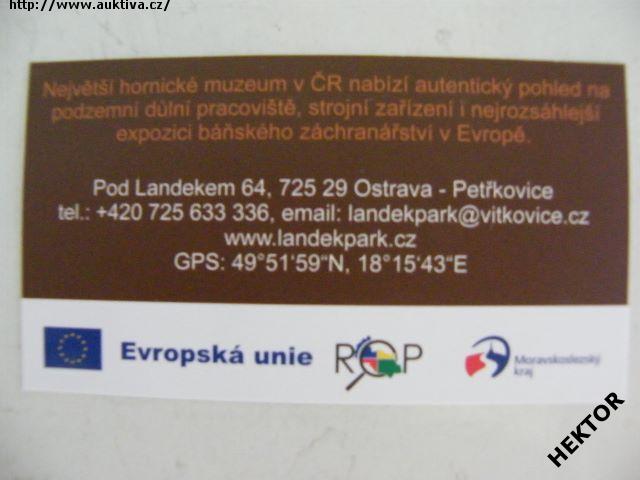 http://www.auktiva.cz/
Největší hornické muzeum v ČR nabízí autentický pohled na
podzemní důlní pracoviště, strojní zařízení i nejrozsáhlejší
expozici báňského záchranářství v Evropě.
Pod Landekem 64, 725 29 Ostrava - Petřkovice
tel.: +420 725 633 336, email: landekpark@vitkovice.cz
www.landekpark.cz
GPS: 49°51‘59“N, 18°15‘43“E
Evropská unie
ROP
Moravskoslezský
kraj
HEKTOR